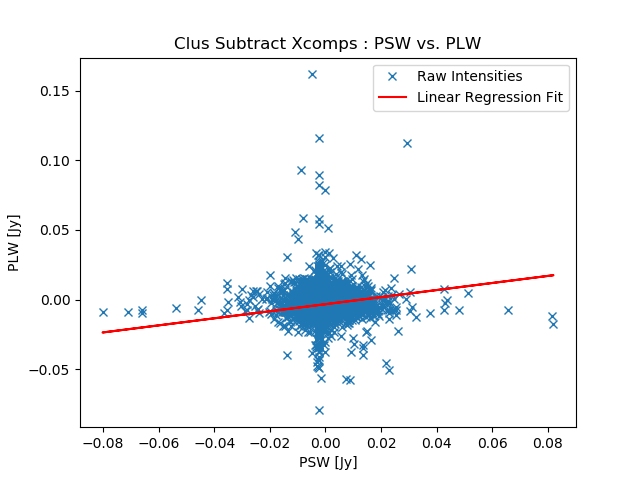 Clus Subtract Xcomps : PSW vs. PLW
Raw Intensities
Linear Regression Fit
PLW [Jy]
0.15
0.10
0.05
0.00
−0.05
−0.08 −0.06 −0.04 −0.02 0.00 0.02 0.04 0.06 0.08
PSW [Jy]